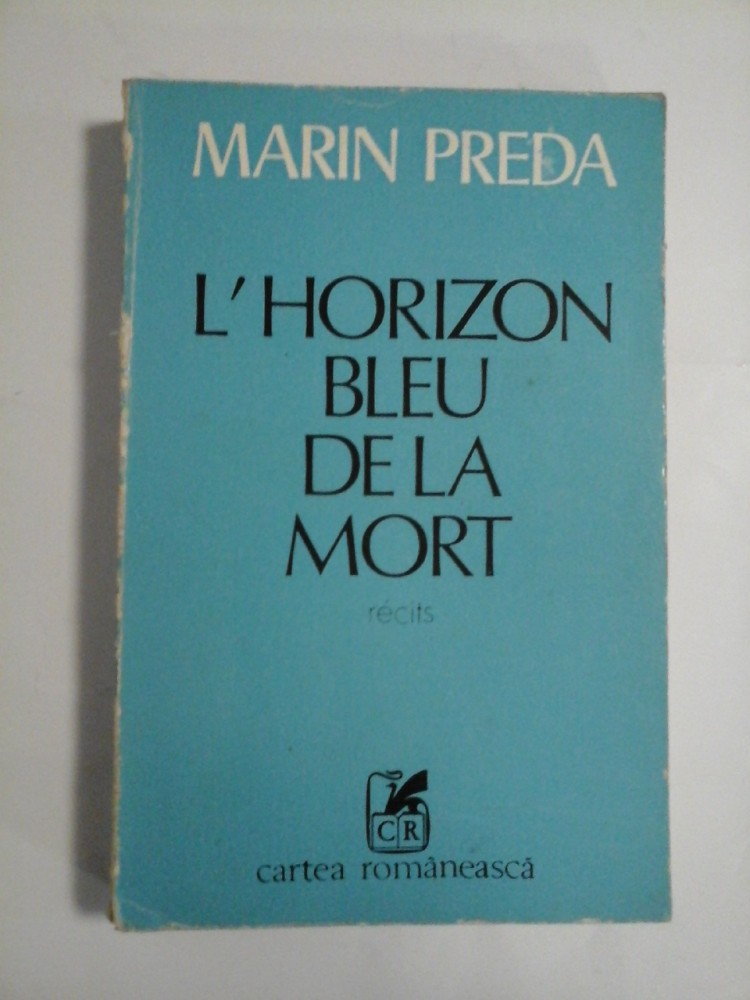 MARIN PREDA
L'HORIZON
BLEU
DE LA
MORT
récits
CR
cartea românească